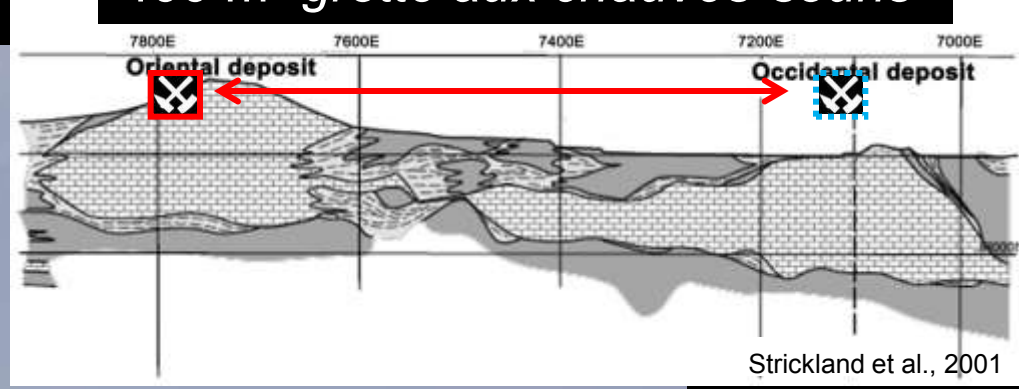 7800E 7600E 7400E 7200E 7000E
Oriental deposit Occidental deposit
Strickland et al., 2001